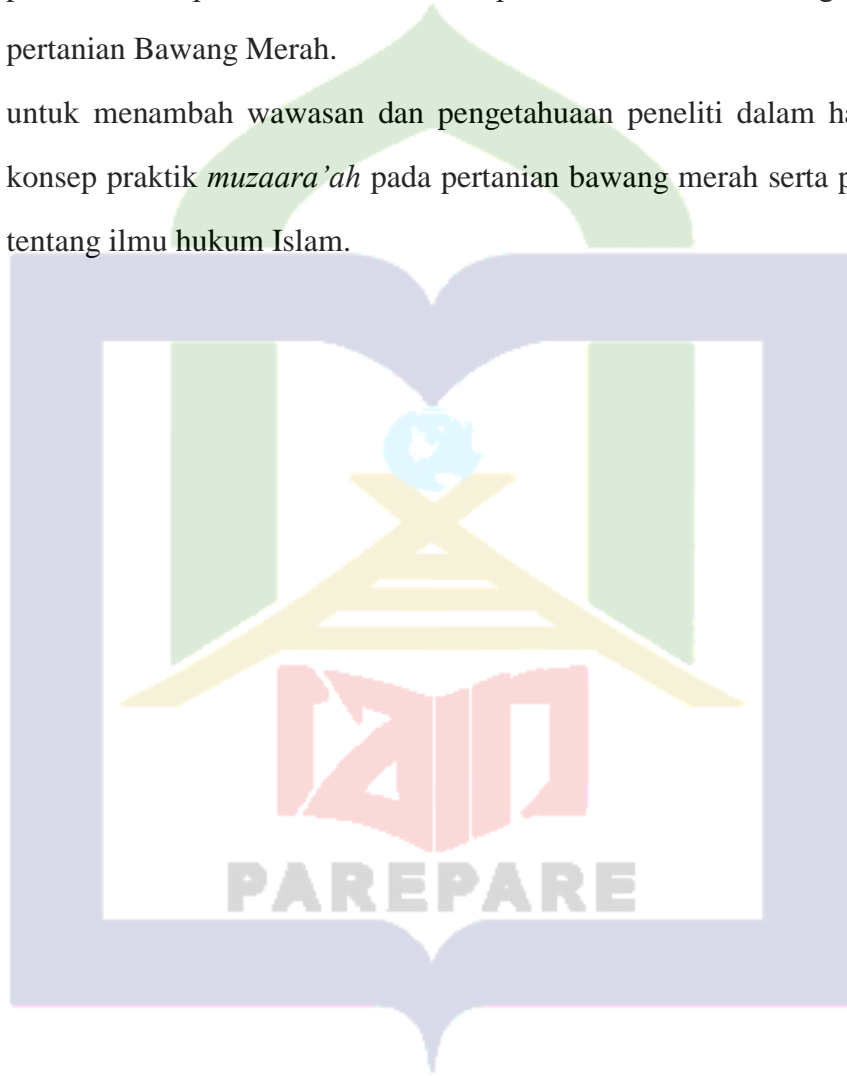 pertanian Bawang Merah.
untuk menambah wawasan dan pengetahuaan peneliti dalam
konsep praktik muzaara’ah pada pertanian bawang merah serta
tentang ilmu hukum Islam.
iain
PAREPARE